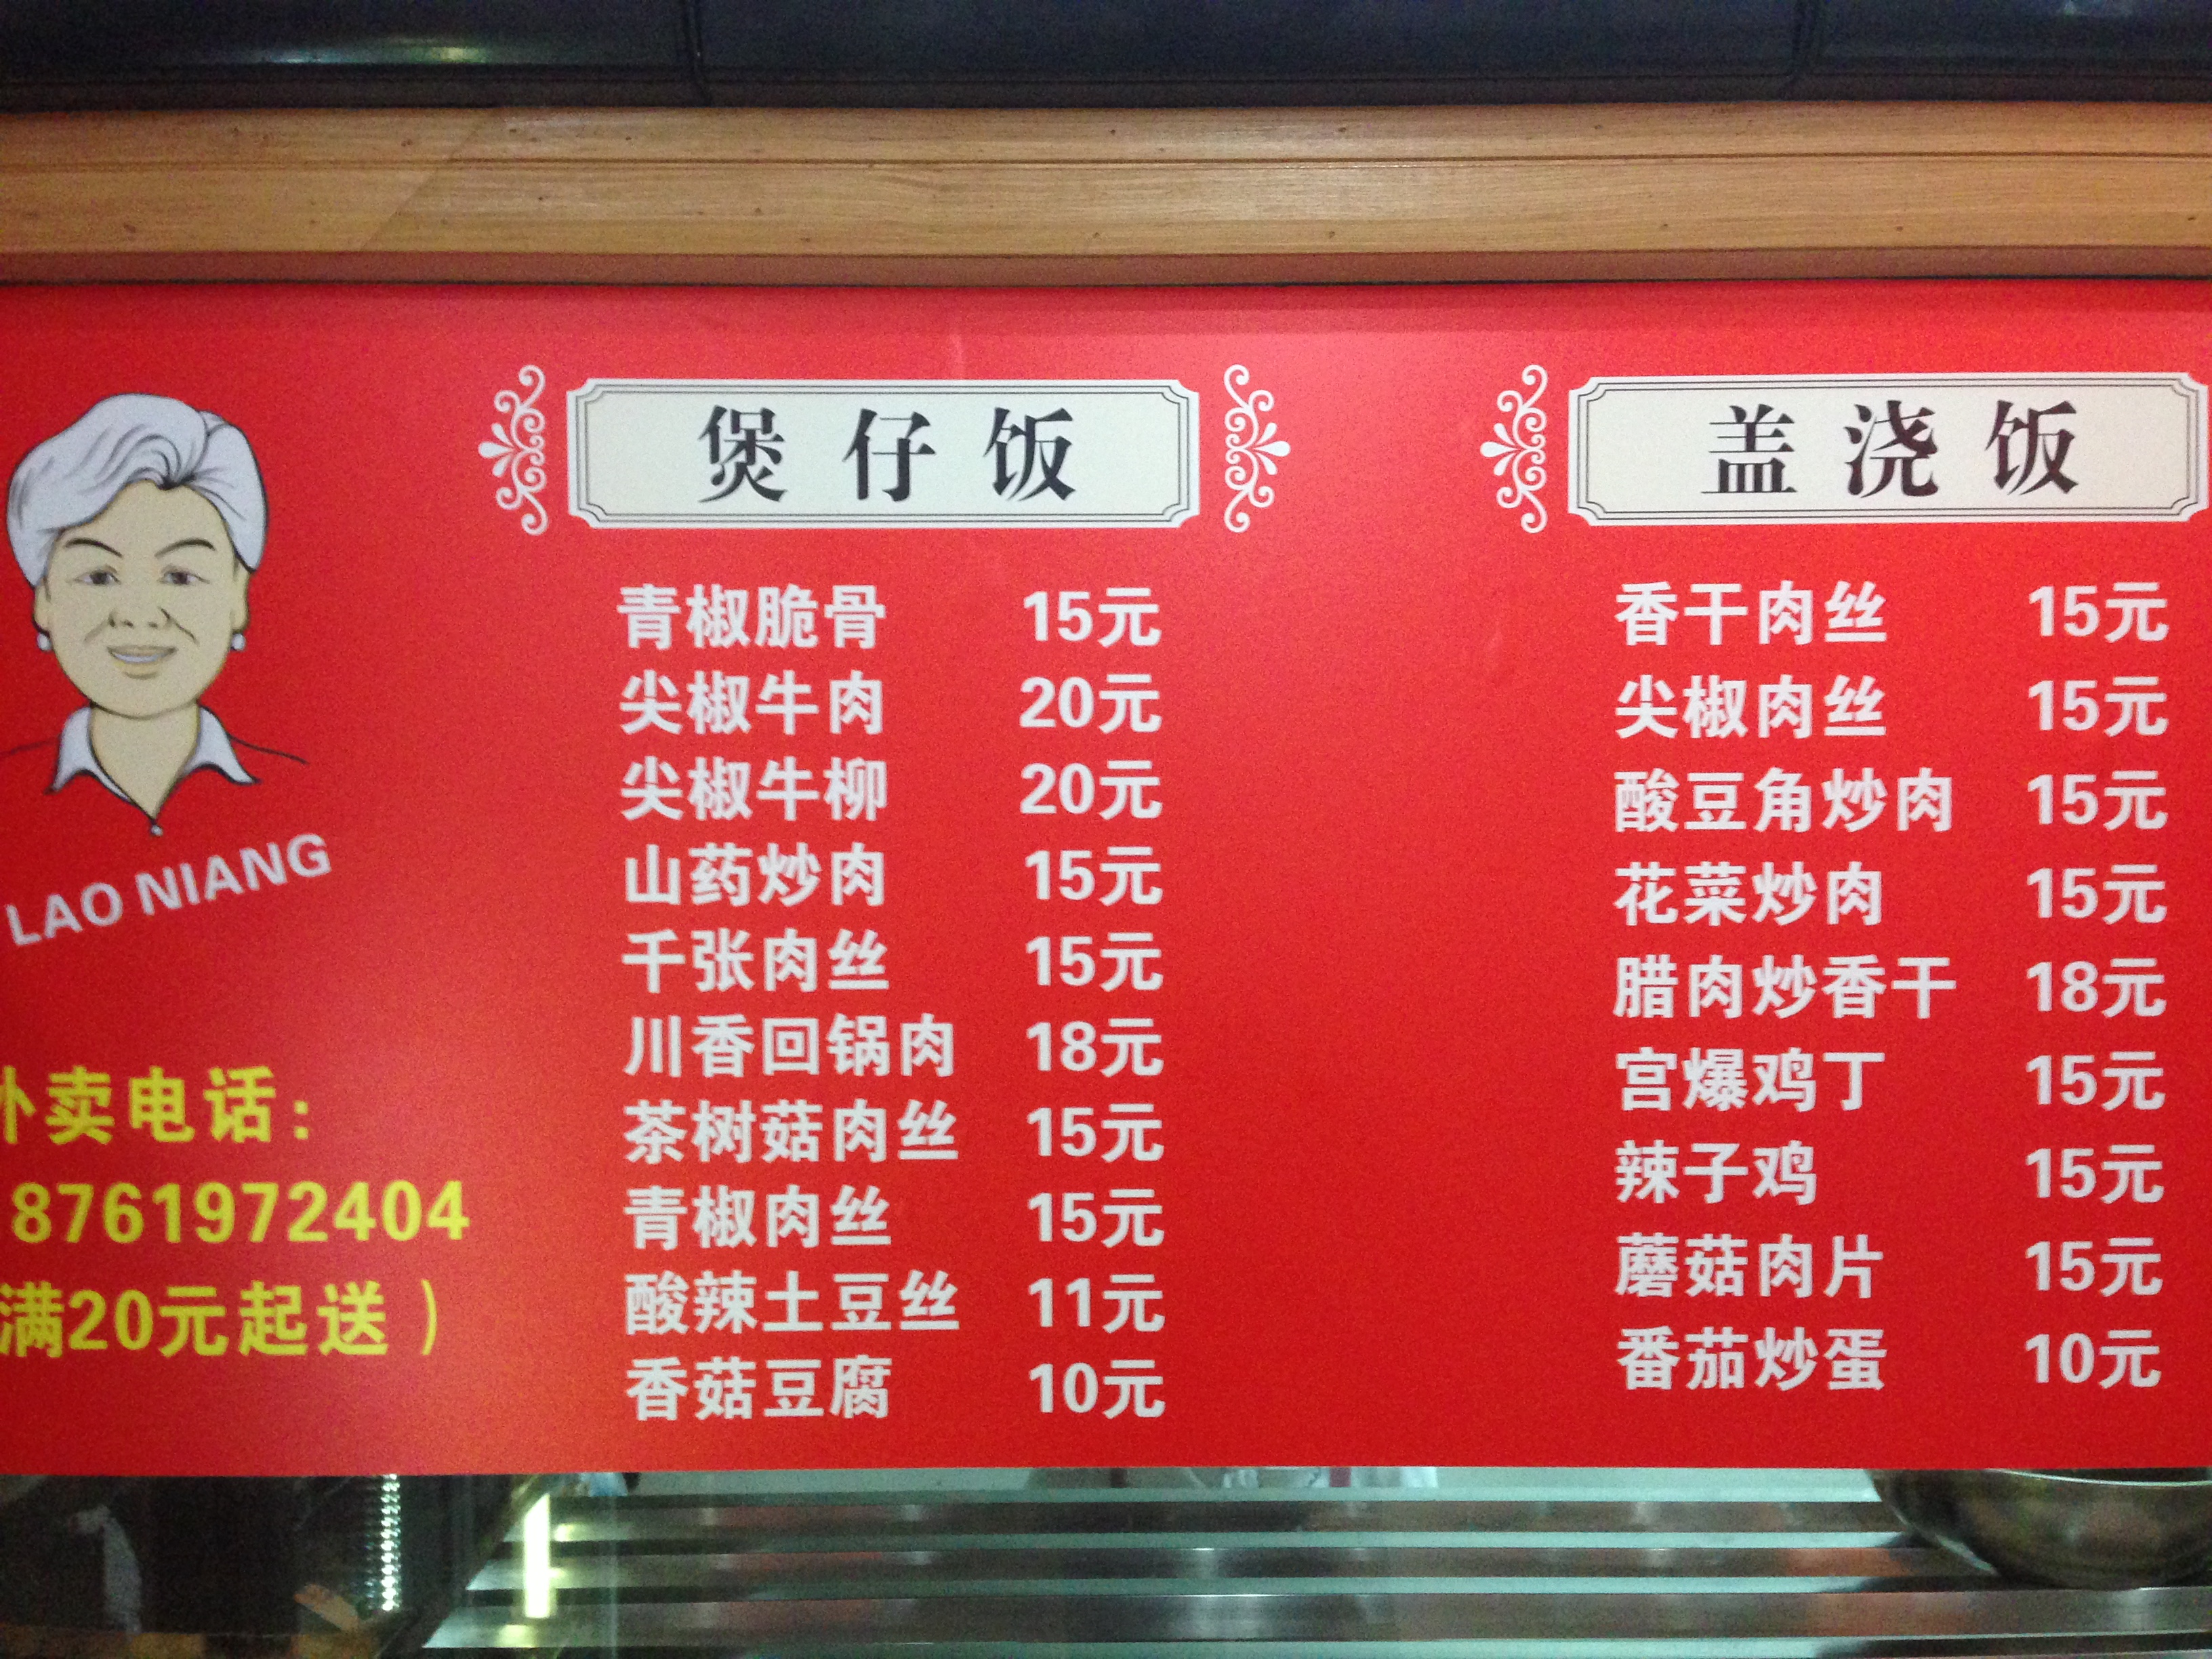 LAO NIANG
外卖电话：
8761972404
满20元起送）
煲仔饭
青椒脆骨 15元
尖椒牛肉 20元
尖椒牛柳 20元
山药炒肉 15元
千张肉丝 15元
川香回锅肉 18元
茶树菇肉丝 15元
青椒肉丝 15元
酸辣土豆丝 11元
香菇豆腐 10元
盖浇饭
香干肉丝 15元
尖椒肉丝 15元
酸豆角炒肉 15元
花菜炒肉 15元
腊肉炒香干 18元
宫爆鸡丁 15元
辣子鸡 15元
蘑菇肉片 15元
番茄炒蛋 10元